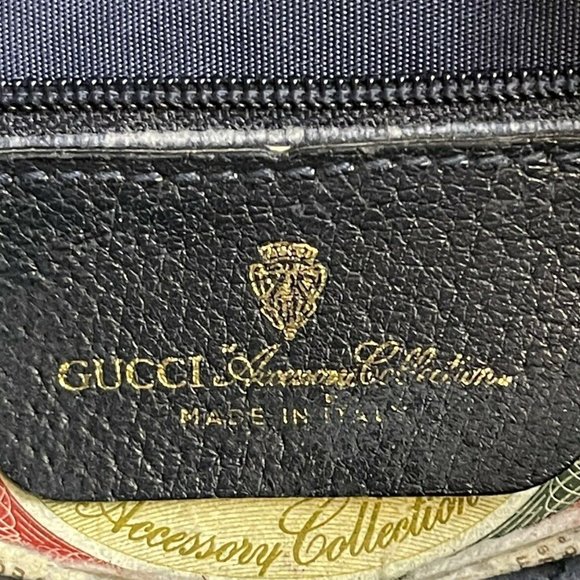 GUCCI "Accessory Collection"
MADE IN ITALY
Accessory Collection